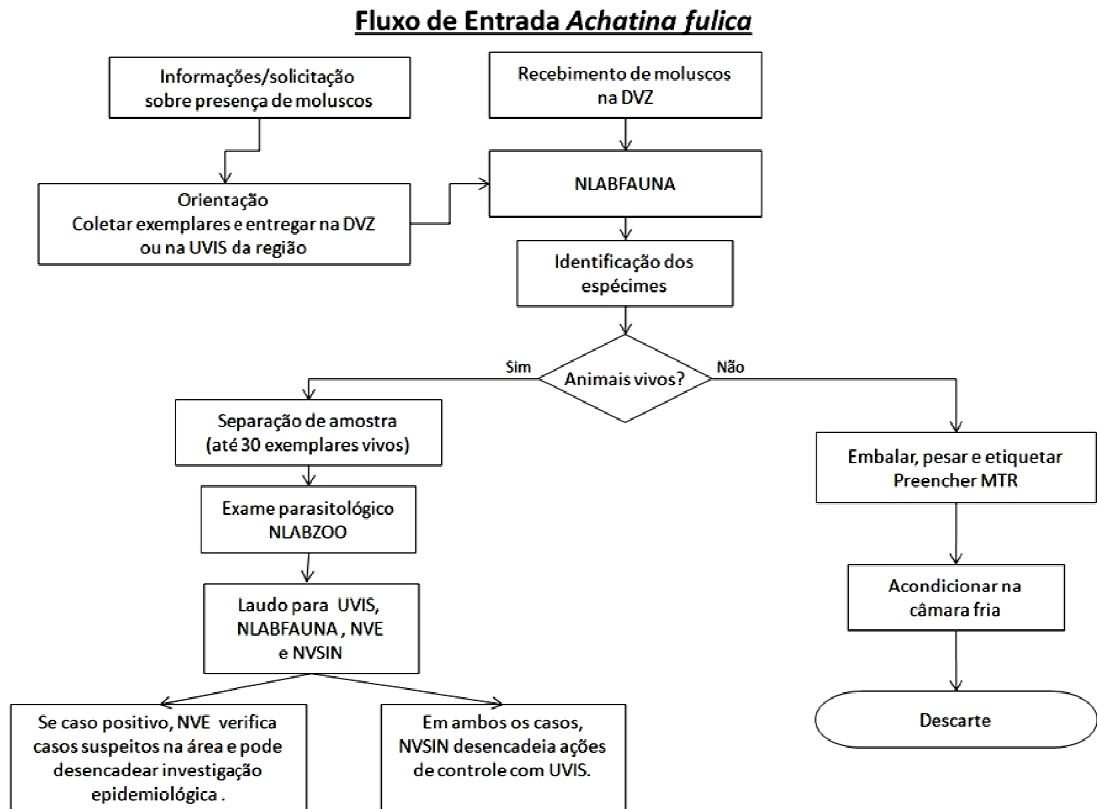 Fluxo de Entrada Achatina fulica
Informações/solicitação
sobre presença de moluscos
Recebimento de moluscos
na DVZ
Orientação
Coletar exemplares e entregar na DVZ
ou na UVIS da região
NLABFAUNA
Identificação dos
espécimes
Animais vivos?
Sim
Não
Separação de amostra
(até 30 exemplares vivos)
Embalar, pesar e etiquetar
Preencher MTR
Exame parasitológico
NLABZOO
Acondicionar na
câmara fria
Laudo para UVIS,
NLABFAUNA , NVE
e NVSIN
Descarte
Se caso positivo, NVE verifica
casos suspeitos na área e pode
desencadear investigação
epidemiológica .
Em ambos os casos,
NVSIN desencadeia ações
de controle com UVIS.